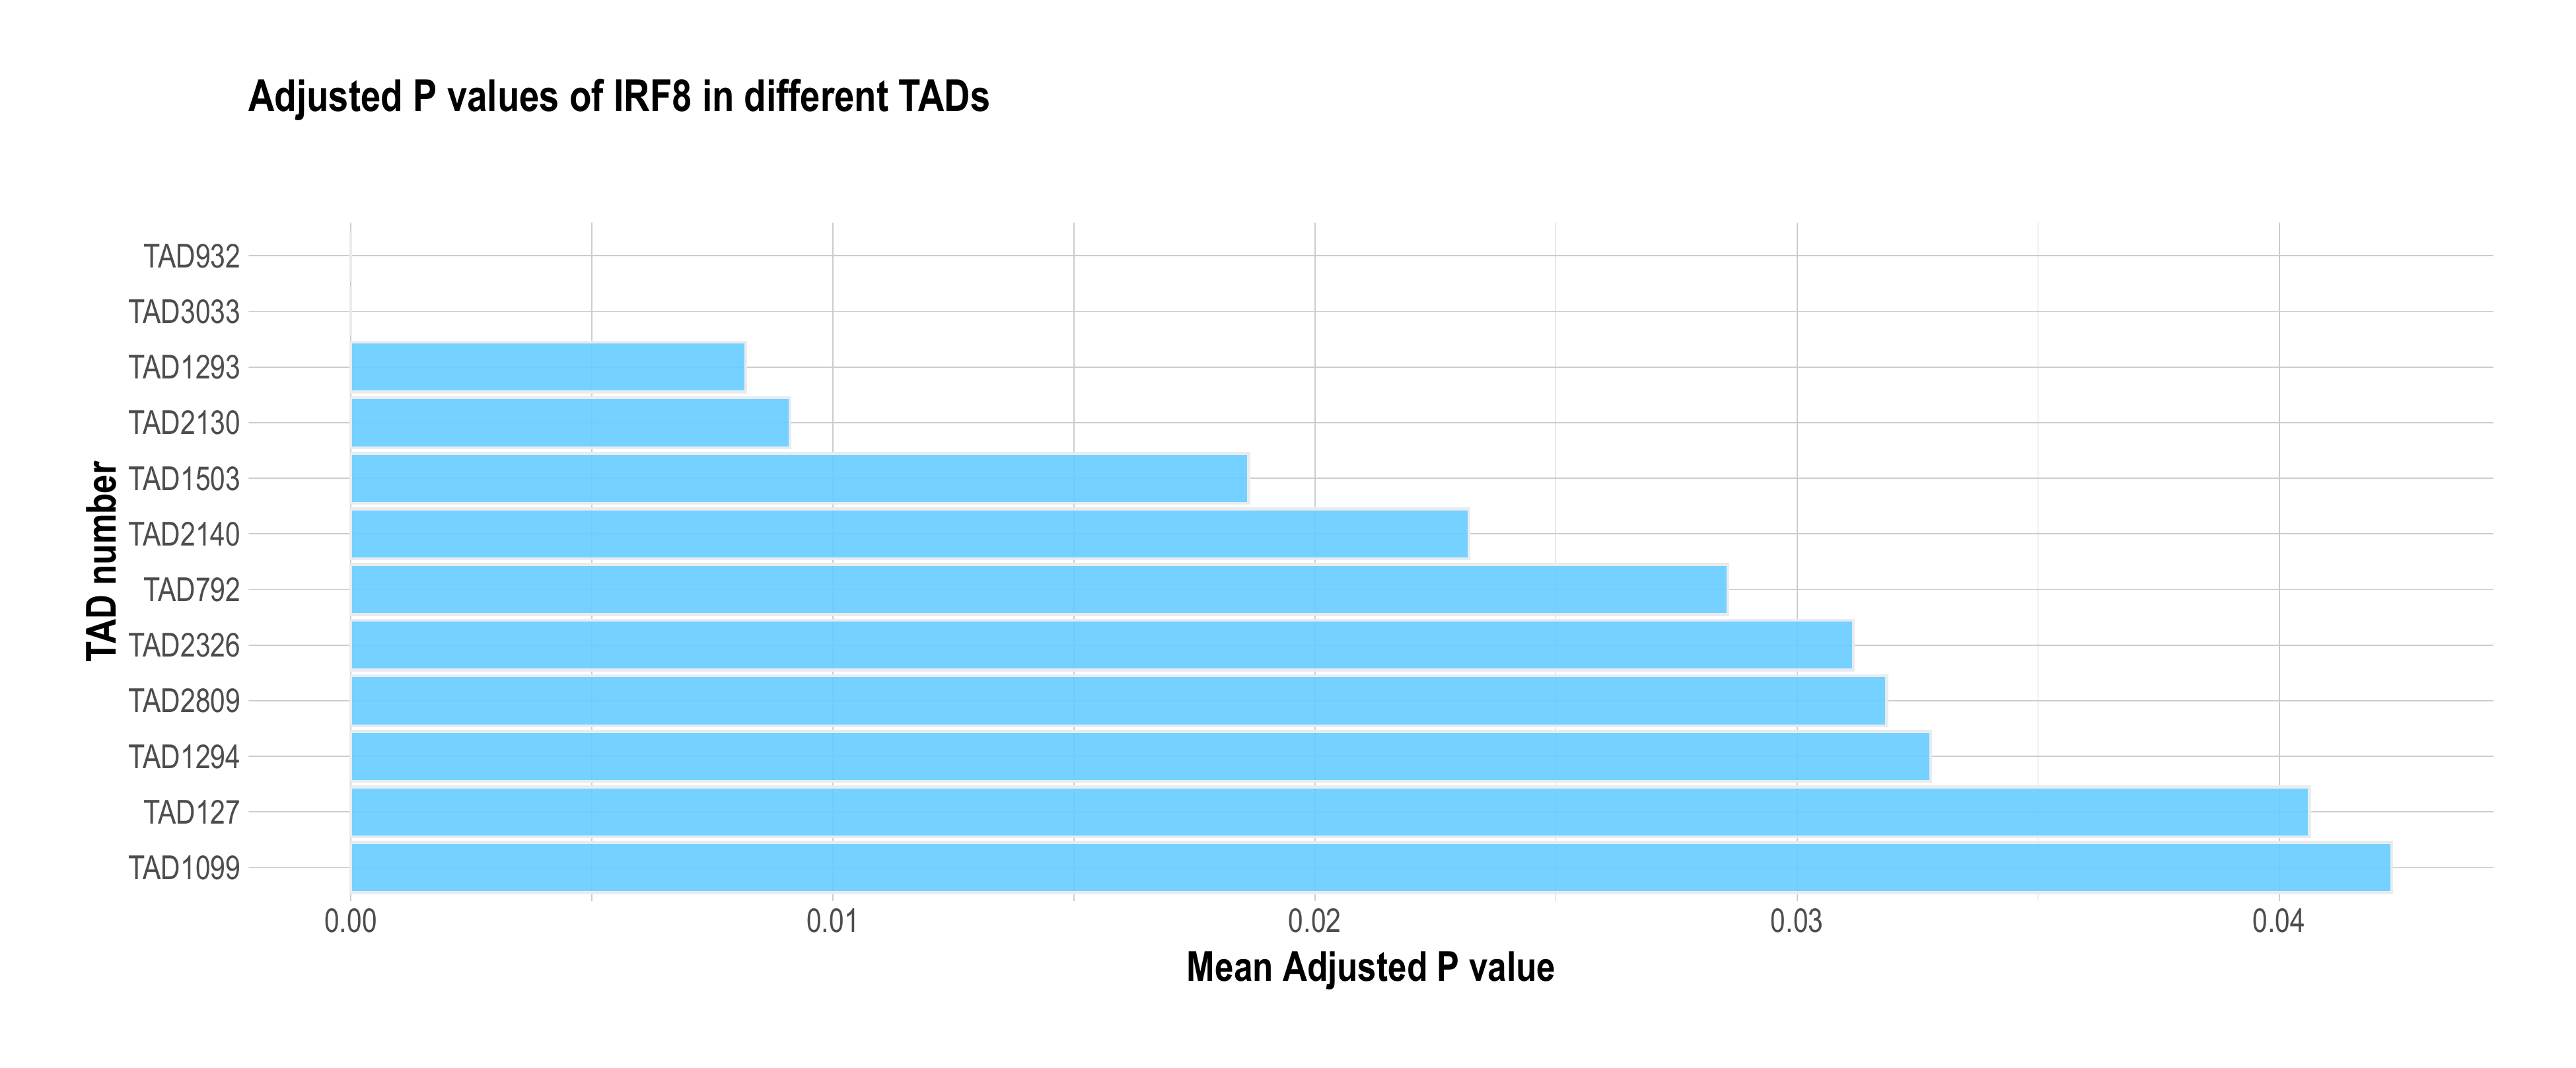 Adjusted P values of IRF8 in different TADs
TAD number
TAD932
TAD3033
TAD1293
TAD2130
TAD1503
TAD2140
TAD792
TAD2326
TAD2809
TAD1294
TAD127
TAD1099
0.00 0.01 0.02 0.03 0.04
Mean Adjusted P value